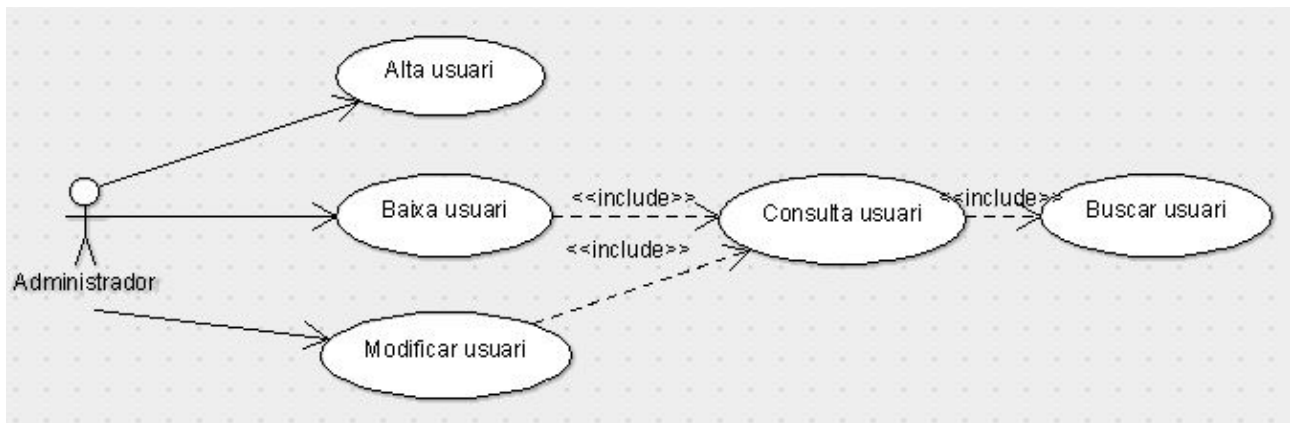 Alta usuari
Baixa usuari
<<include>>
Consulta usuari
<<include>>
Buscar usuari
<<include>>
Administrador
Modificar usuari